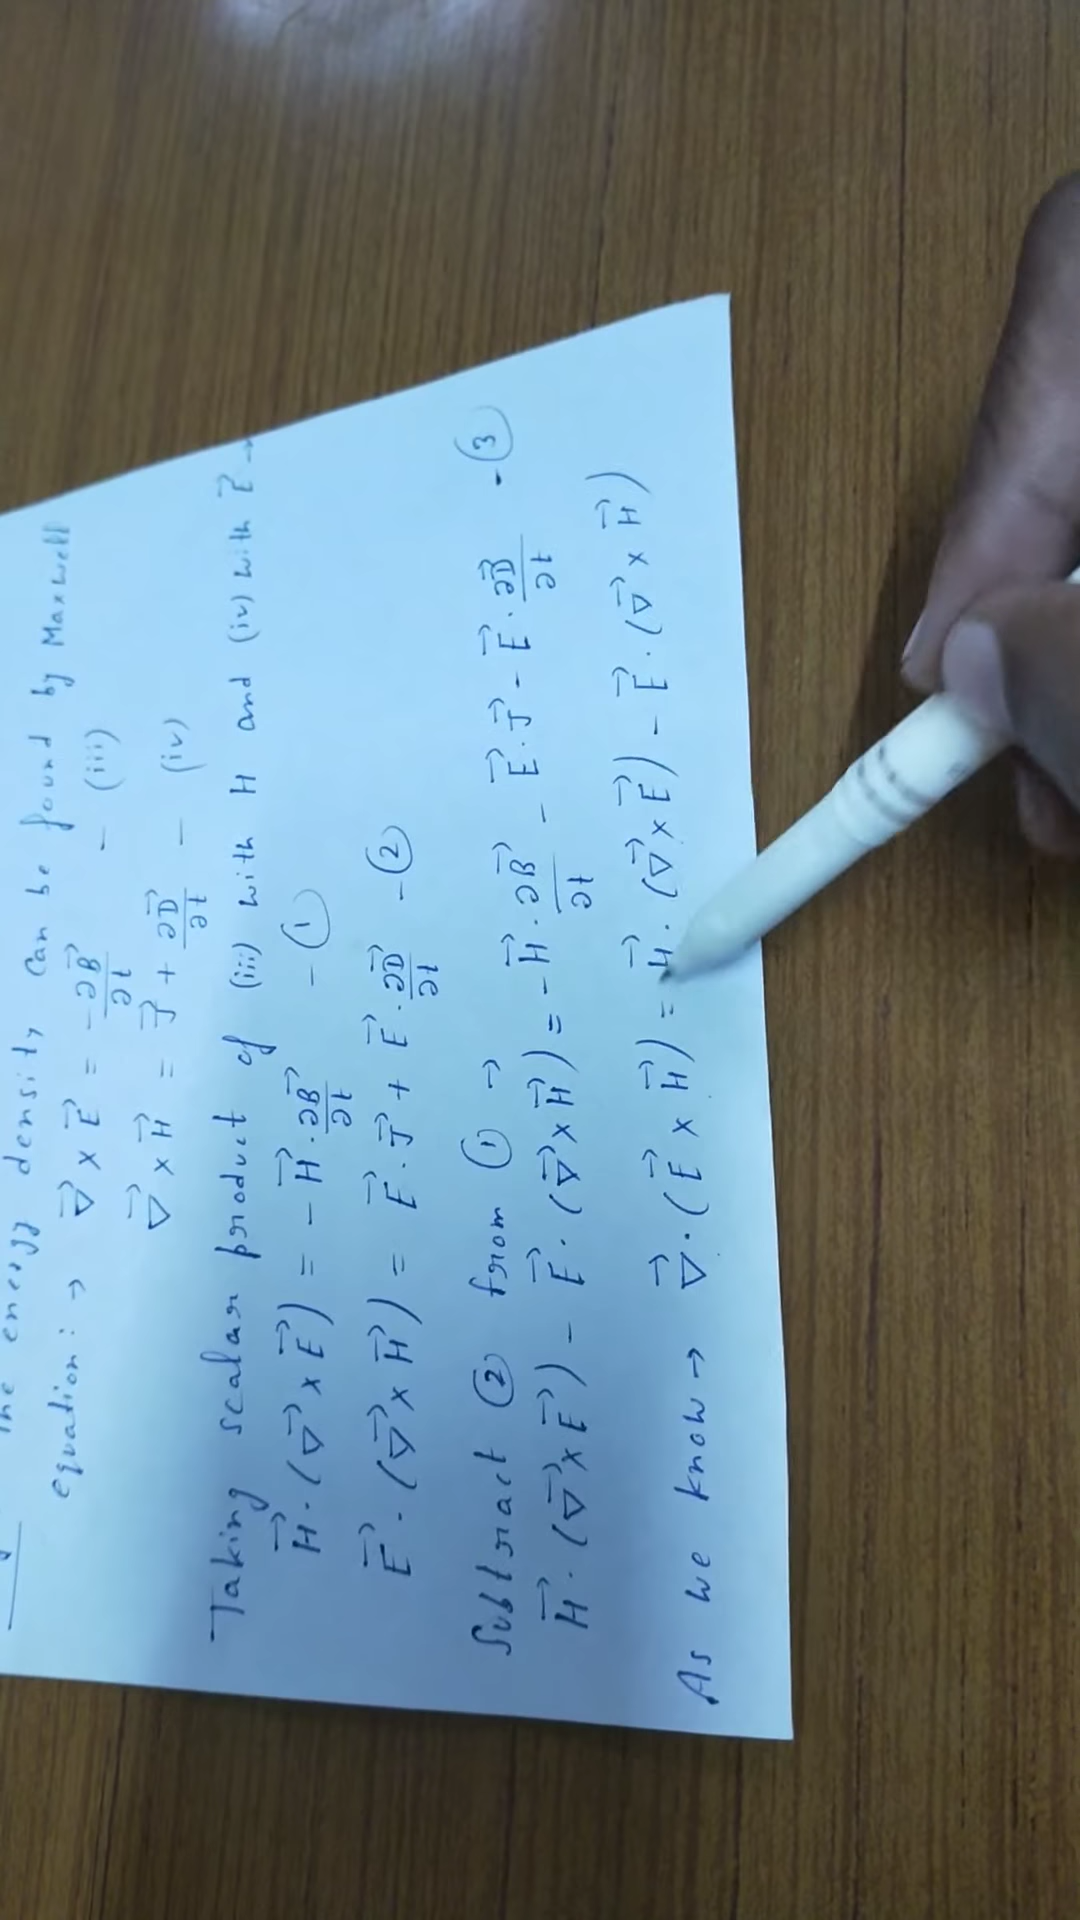 The energy density can be found by Maxwell
equation: → ∇⃗ × E⃗ = - ∂B⃗/∂t - (iii)
∇⃗ × H⃗ = J⃗ + ∂D⃗/∂t - (iv)
Taking scalar product of (iii) with H and (iv) with E⃗ →
H⃗ · (∇⃗ × E⃗) = - H⃗ · ∂B⃗/∂t - ①
E⃗ · (∇⃗ × H⃗) = E⃗ · J⃗ + E⃗ · ∂D⃗/∂t - ②
Subtract ② from ① →
H⃗ · (∇⃗ × E⃗) - E⃗ · (∇⃗ × H⃗) = - H⃗ · ∂B⃗/∂t - E⃗ · J⃗ - E⃗ · ∂D⃗/∂t - ③
As we know → ∇⃗ · (E⃗ × H⃗) = H⃗ · (∇⃗ × E⃗) - E⃗ · (∇⃗ × H⃗)